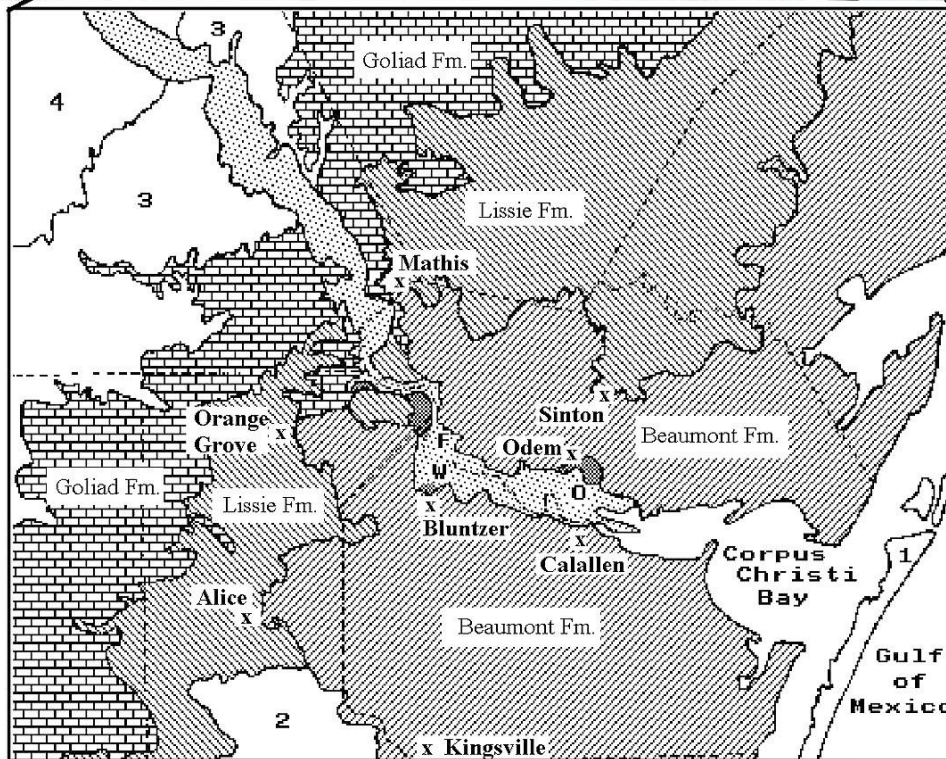 3
Goliad Fm.
4
3
Lissie Fm.
Mathis
x
Orange
Grove x
x
Sinton
F
Odem x
Beaumont Fm.
W
Goliad Fm.
Lissie Fm.
I
O
x
Bluntzer
x
Calallen
Corpus
Christi
Bay
1
Alice
x
Beaumont Fm.
Gulf
of
Mexico
2
x Kingsville